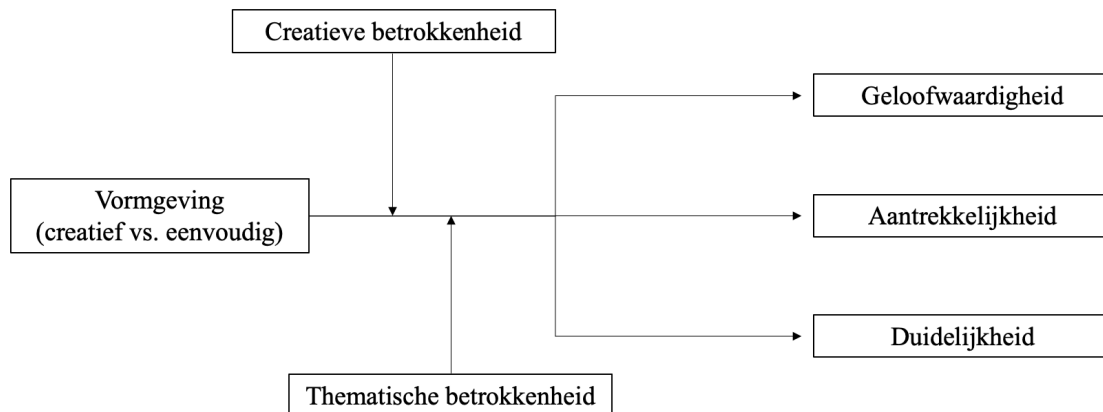 Creatieve betrokkenheid
Geloofwaardigheid
Vormgeving
(creatief vs. eenvoudig)
Aantrekkelijkheid
Duidelijkheid
Thematische betrokkenheid